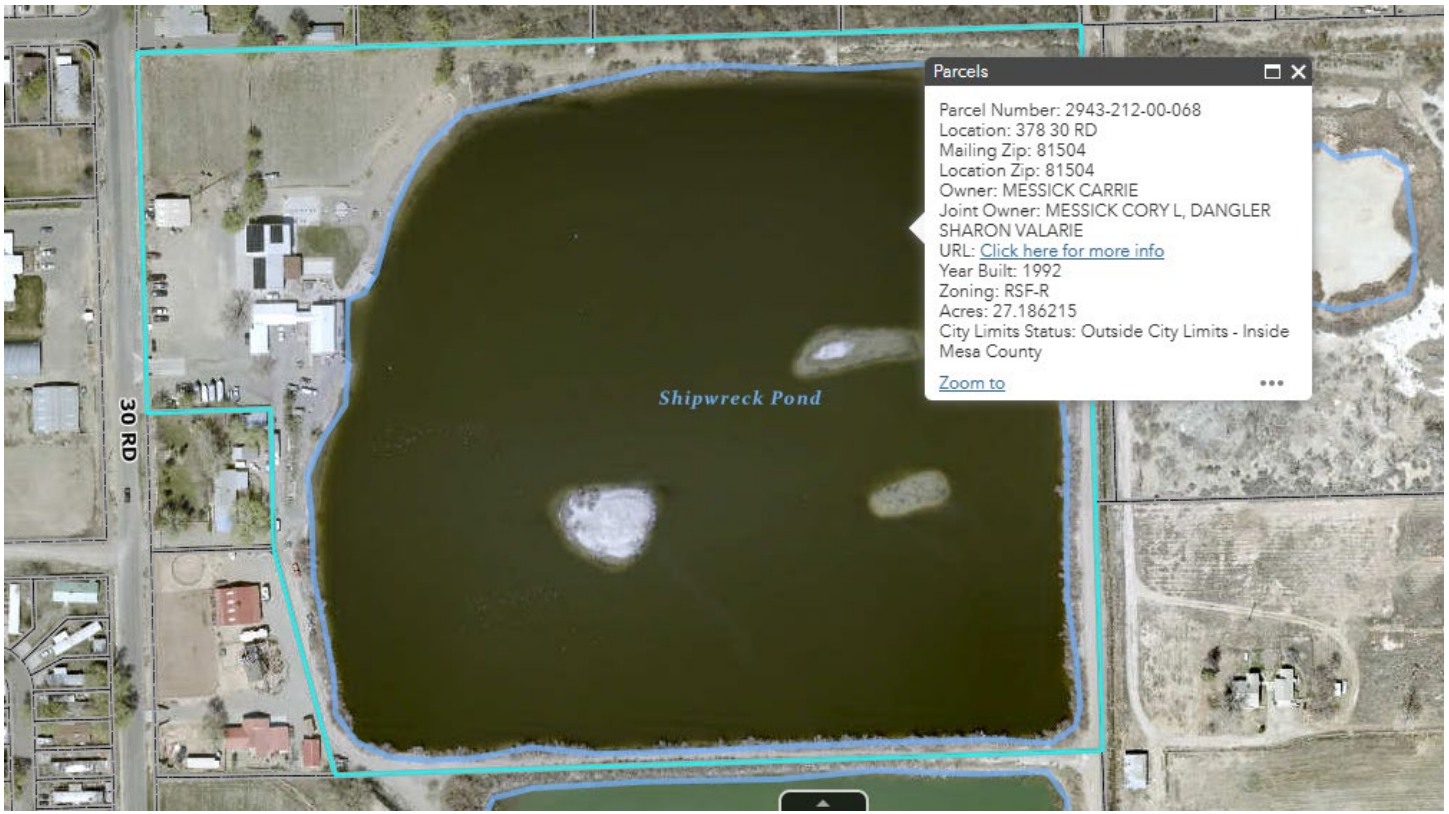 Parcels
Parcel Number: 2943-212-00-068
Location: 378 30 RD
Mailing Zip: 81504
Location Zip: 81504
Owner: MESSICK CARRIE
Joint Owner: MESSICK CORY L, DANGLER
SHARON VALARIE
URL: Click here for more info
Year Built: 1992
Zoning: RSF-R
Acres: 27.186215
City Limits Status: Outside City Limits - Inside
Mesa County
Zoom to
Shipwreck Pond
30 RD